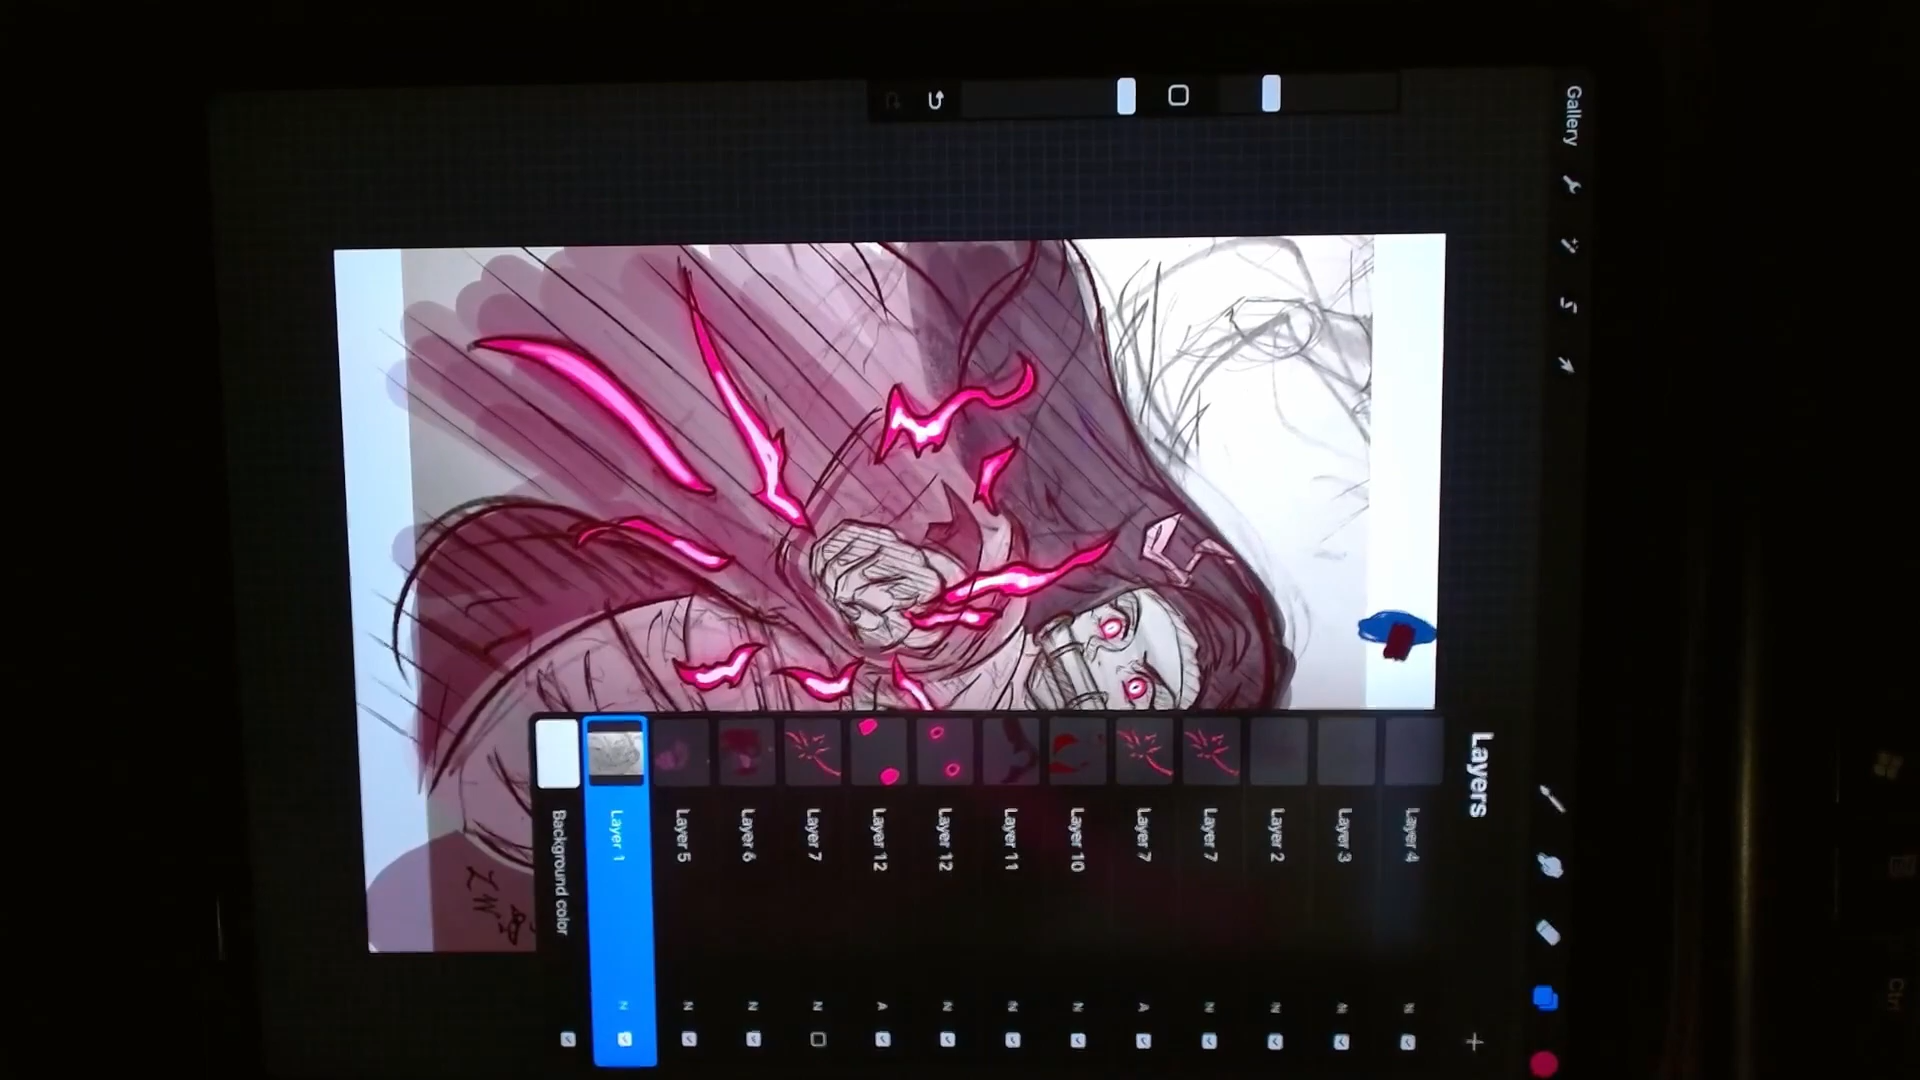 Gallery
Layers
Layer 4 N
Layer 3 N
Layer 2 N
Layer 7 N
Layer 7 A
Layer 10 N
Layer 11 N
Layer 12 N
Layer 12 A
Layer 7 N
Layer 6 N
Layer 5 N
Layer 1 N
Background color
Ctrl